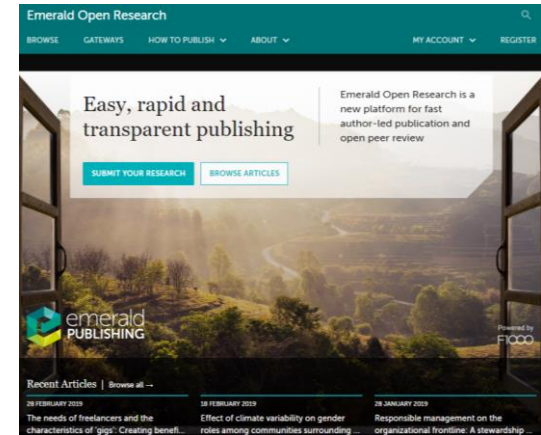 Emerald Open Research
BROWSE GATEWAYS HOW TO PUBLISH ABOUT MY ACCOUNT REGISTER
Easy, rapid and
transparent publishing
Emerald Open Research is a
new platform for fast
author-led publication and
open peer review
SUBMIT YOUR RESEARCH BROWSE ARTICLES
emerald
PUBLISHING
Powered by
F1000
Recent Articles | Browse all →
28 FEBRUARY 2019
The needs of freelancers and the
characteristics of 'gigs': Creating benefi...
18 FEBRUARY 2019
Effect of climate variability on gender
roles among communities surrounding ...
28 JANUARY 2019
Responsible management on the
organizational frontline: A stewardship ...